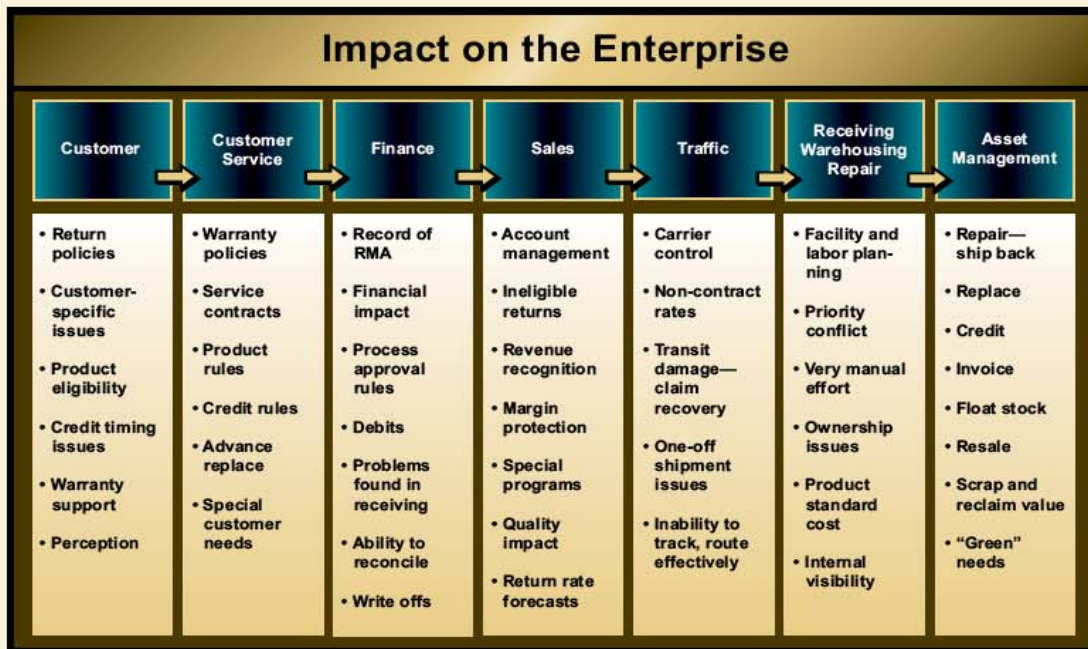 Impact on the Enterprise
Customer
Customer
Service
Finance
Sales
Traffic
Receiving
Warehousing
Repair
Asset
Management
• Return
policies
• Customer-
specific
issues
• Product
eligibility
• Credit timing
issues
• Warranty
support
• Perception
• Warranty
policies
• Service
contracts
• Product
rules
• Credit rules
• Advance
replace
• Special
customer
needs
• Record of
RMA
• Financial
impact
• Process
approval
rules
• Debits
• Problems
found in
receiving
• Ability to
reconcile
• Write offs
• Account
management
• Ineligible
returns
• Revenue
recognition
• Margin
protection
• Special
programs
• Quality
impact
• Return rate
forecasts
• Carrier
control
• Non-contract
rates
• Transit
damage—
claim
recovery
• One-off
shipment
issues
• Inability to
track, route
effectively
• Facility and
labor plan-
ning
• Priority
conflict
• Very manual
effort
• Ownership
issues
• Product
standard
cost
• Internal
visibility
• Repair—
ship back
• Replace
• Credit
• Invoice
• Float stock
• Resale
• Scrap and
reclaim value
• “Green”
needs